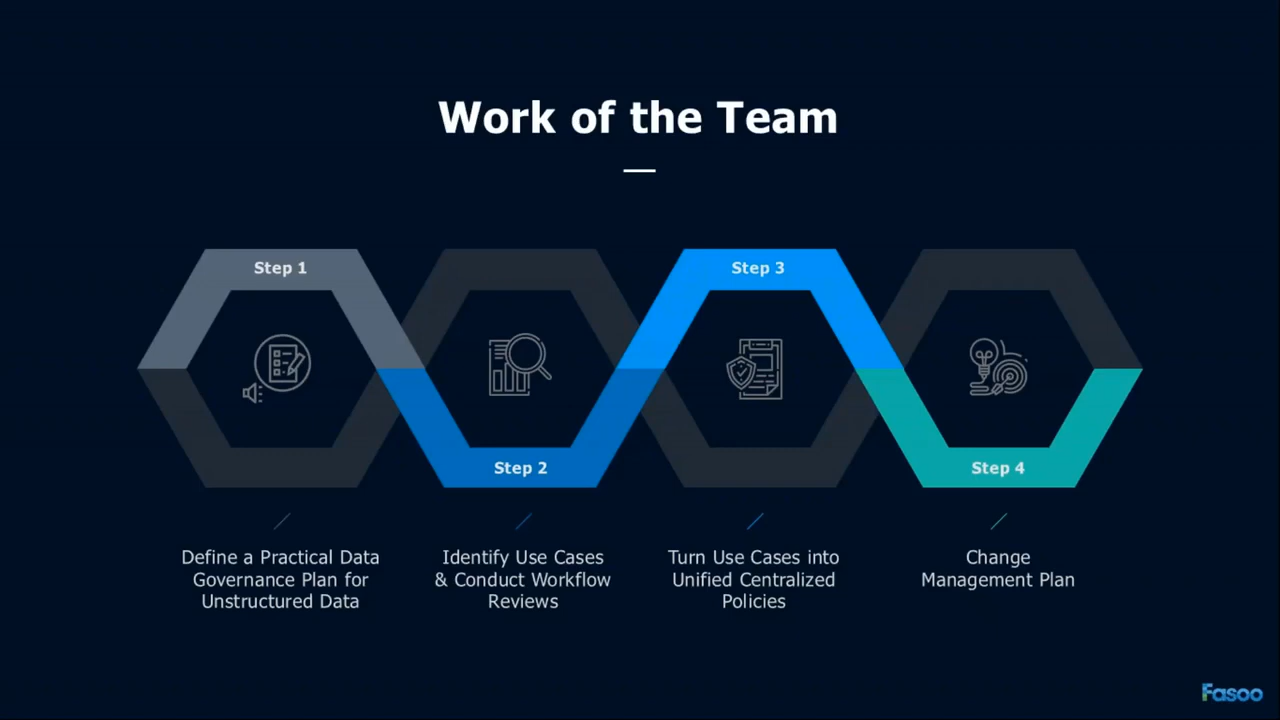 Work of the Team
Step 1
Step 3
Step 2
Step 4
Define a Practical Data
Governance Plan for
Unstructured Data
Identify Use Cases
& Conduct Workflow
Reviews
Turn Use Cases into
Unified Centralized
Policies
Change
Management Plan
Fasoo